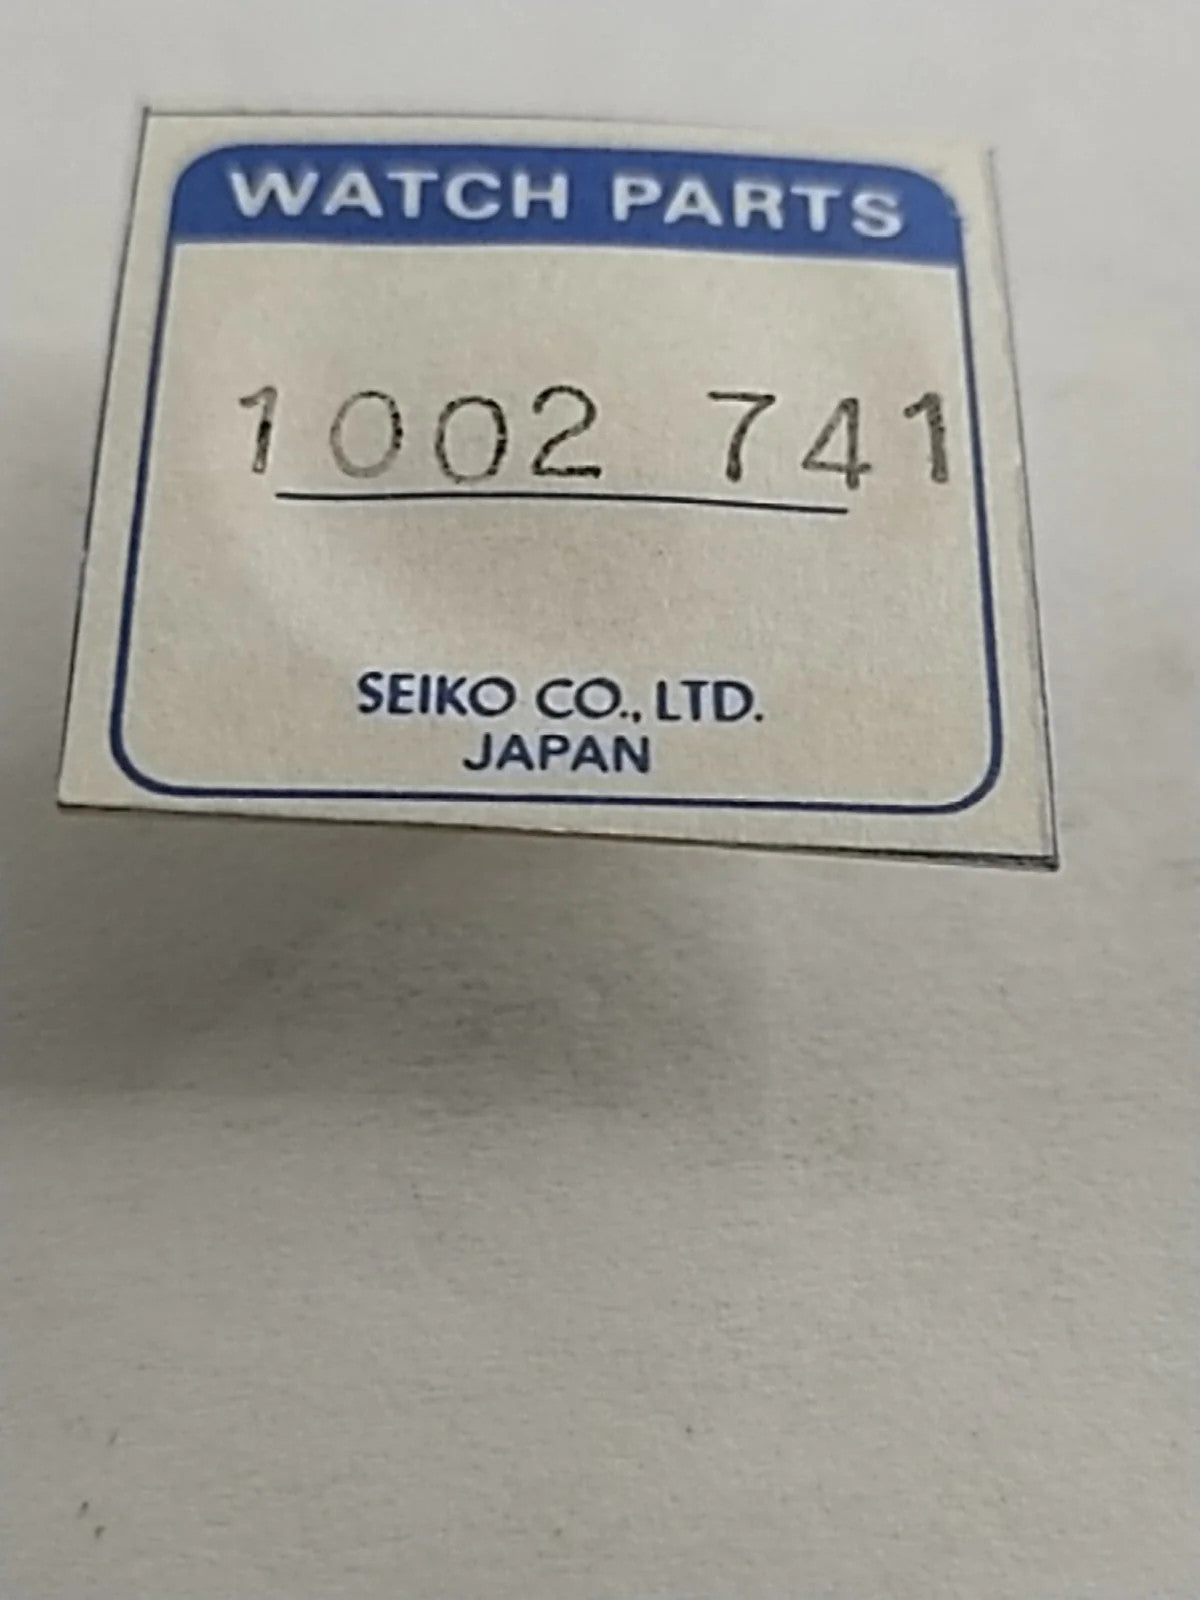 WATCH PARTS
1002 741
SEIKO CO., LTD.
JAPAN